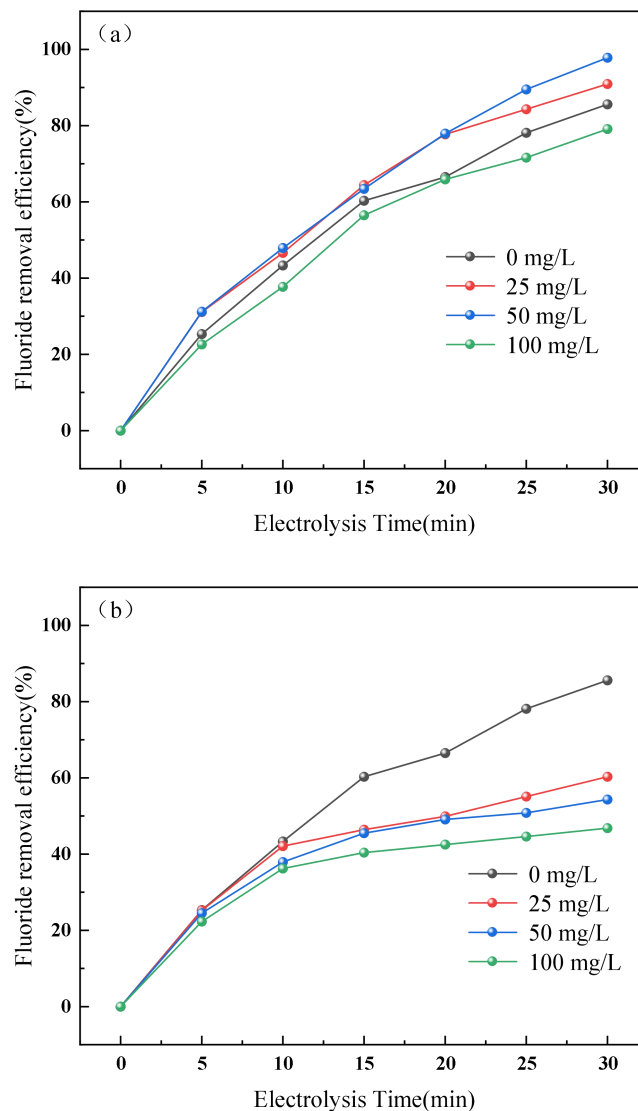 （a）
100
80
60
40
20
0
Fluoride removal efficiency(%)
0 mg/L
25 mg/L
50 mg/L
100 mg/L
0 5 10 15 20 25 30
Electrolysis Time(min)
（b）
100
80
60
40
20
0
Fluoride removal efficiency(%)
0 mg/L
25 mg/L
50 mg/L
100 mg/L
0 5 10 15 20 25 30
Electrolysis Time(min)